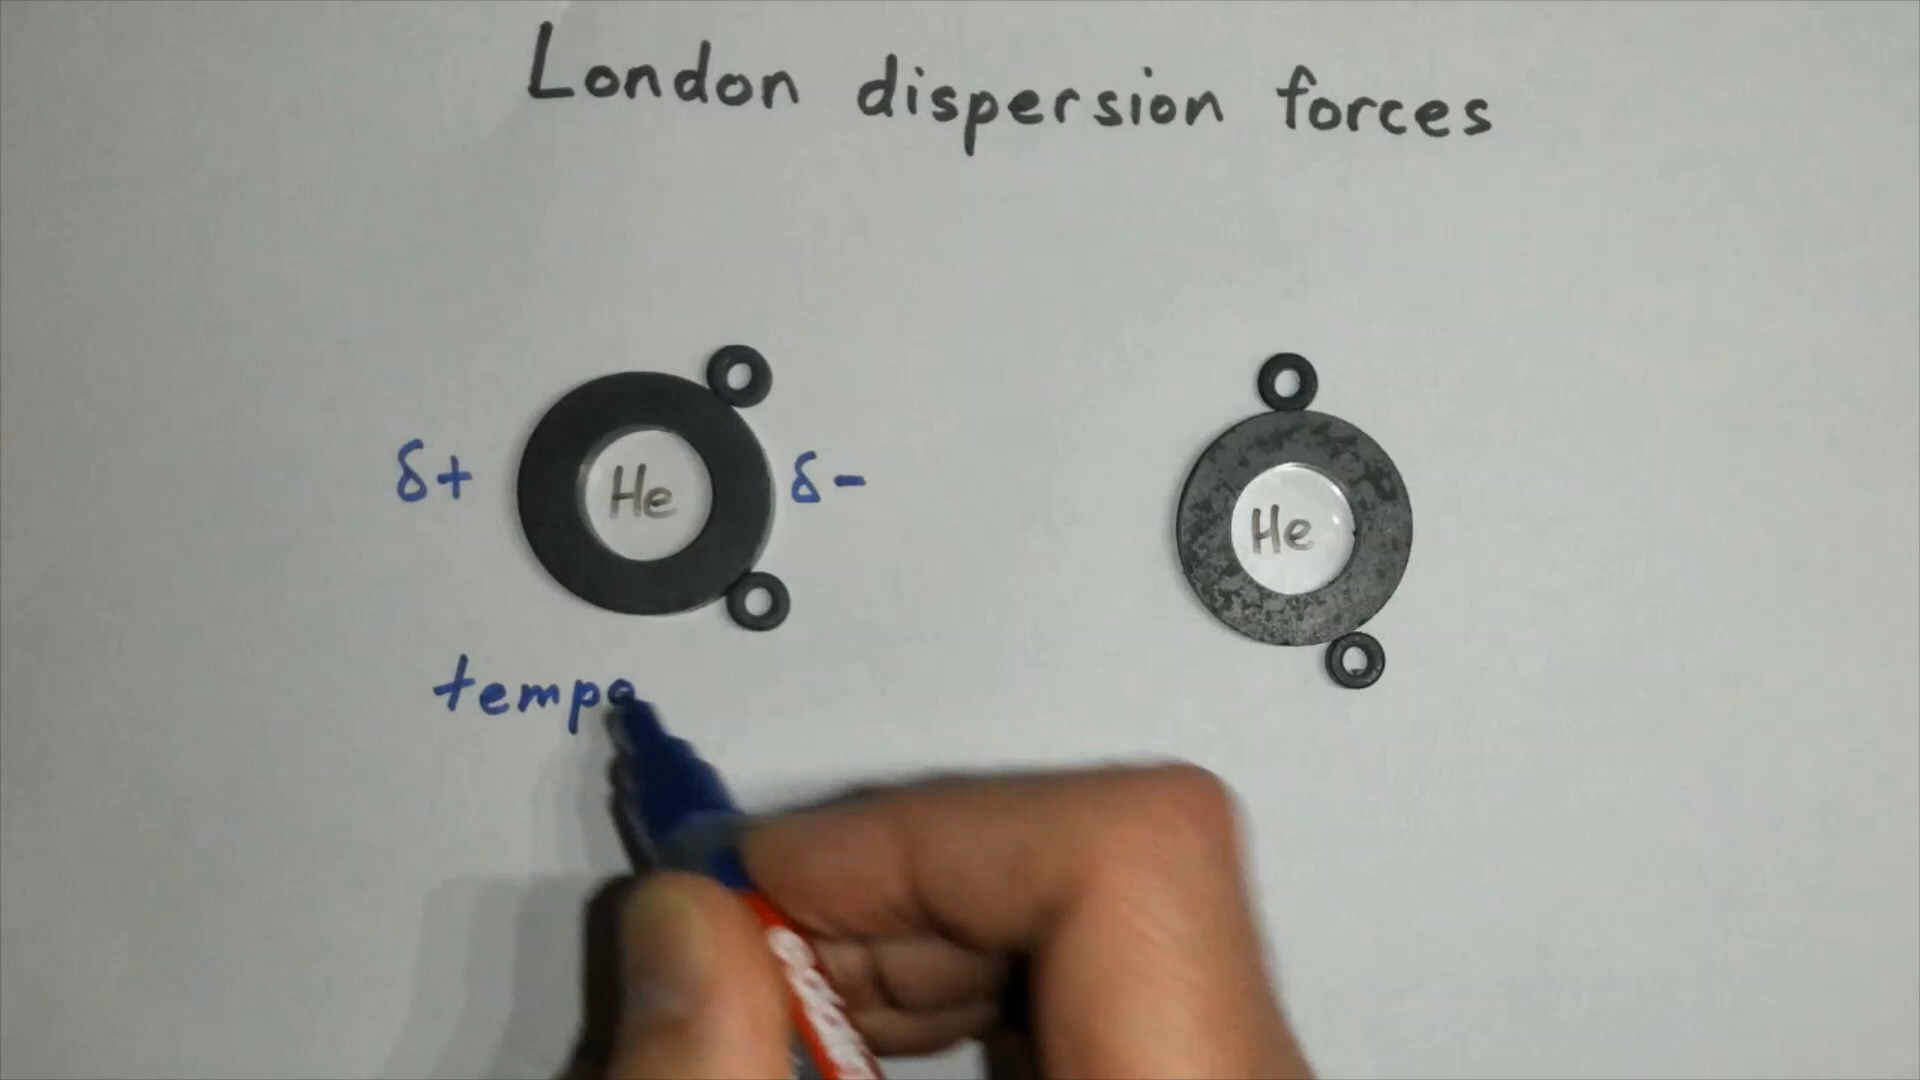 London dispersion forces
δ+ He δ- He
tempo